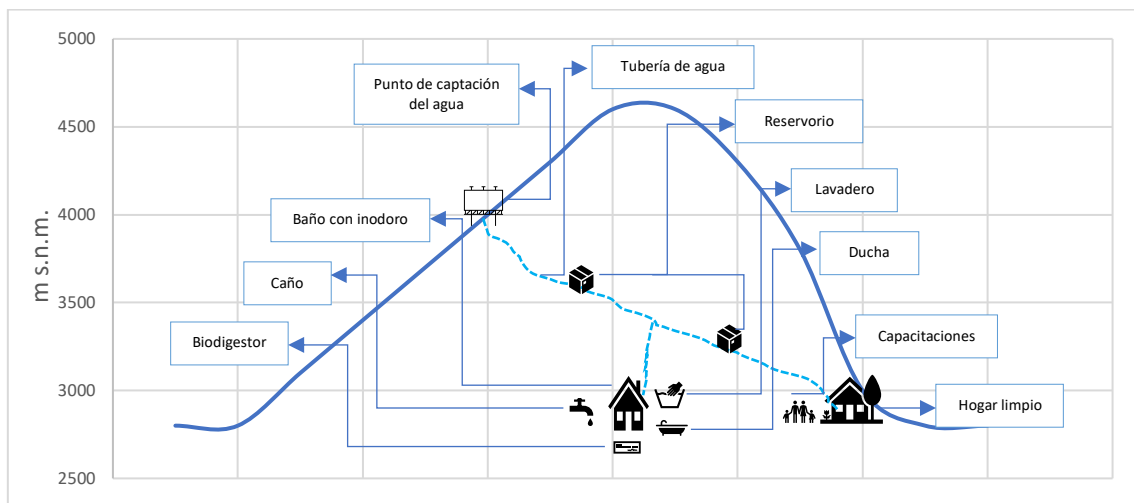 5000
4500
4000
3500
3000
2500
m s.n.m.
Tubería de agua
Punto de captación
del agua
Reservorio
Lavadero
Baño con inodoro
Ducha
Caño
Biodigestor
Capacitaciones
Hogar limpio